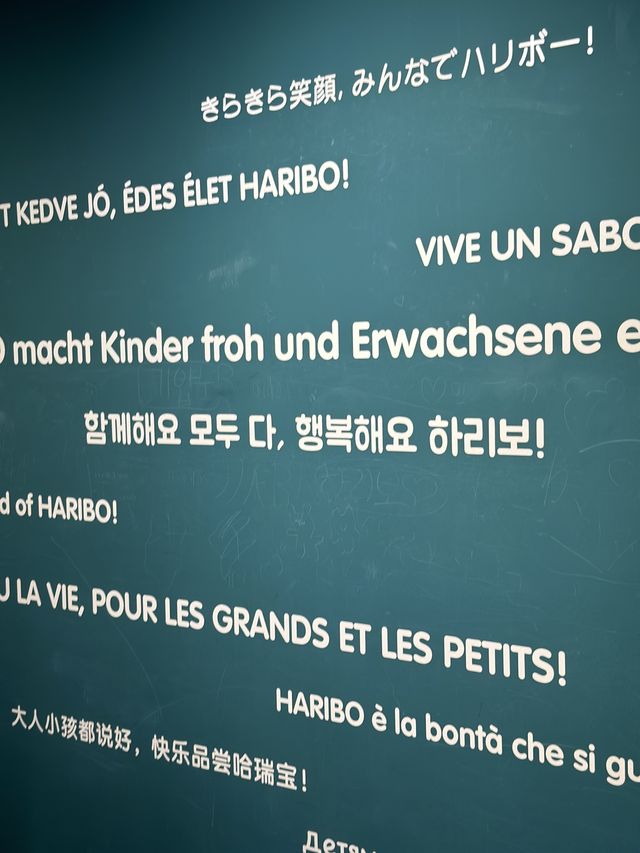 きらきら笑顔, みんなでハリボー!
T KEDVE JÓ, ÉDES ÉLET HARIBO!
VIVE UN SABO
macht Kinder froh und Erwachsene e
함께해요 모두 다, 행복해요 하리보!
d of HARIBO!
U LA VIE, POUR LES GRANDS ET LES PETITS!
HARIBO è la bontà che si gu
大人小孩都说好，快乐品尝哈瑞宝！
Детям